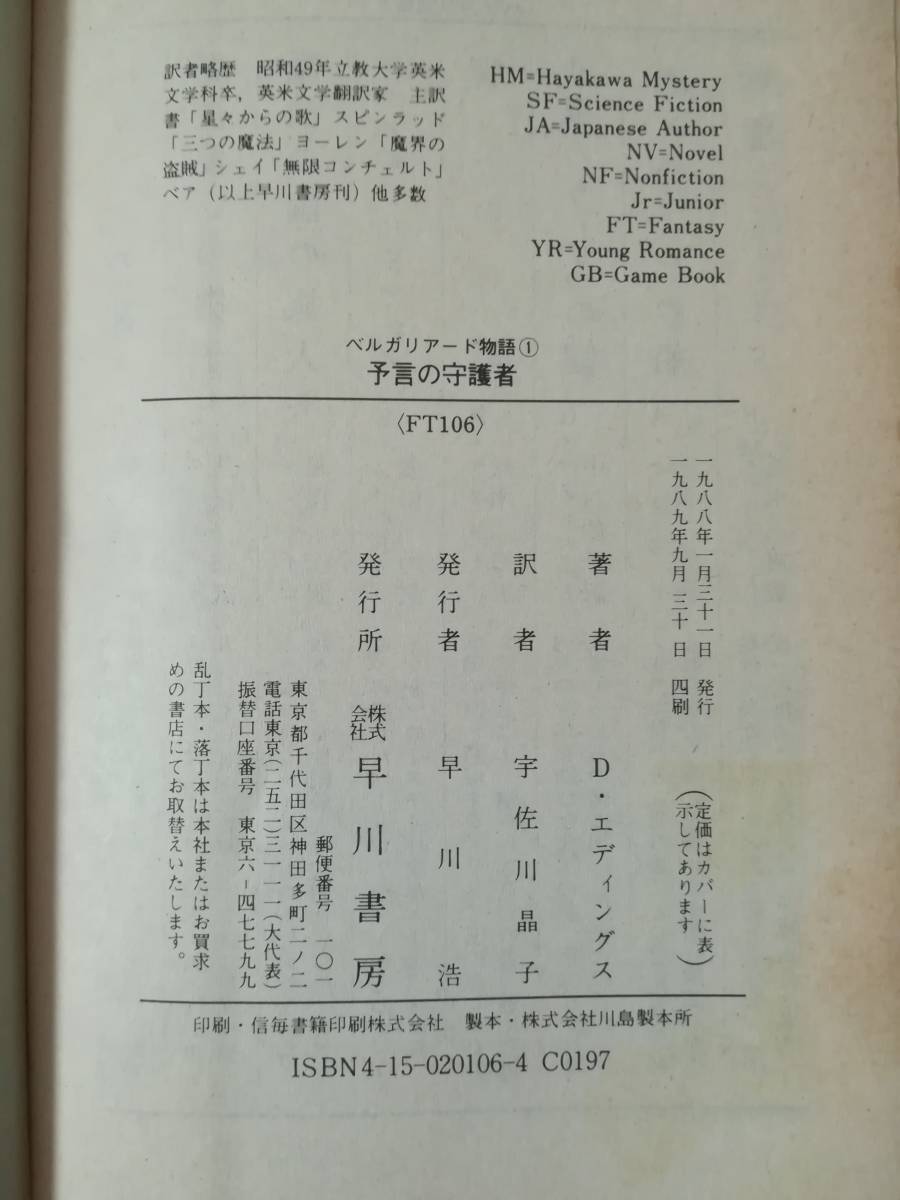 訳者略歴 昭和49年立教大学英米
文学科卒，英米文学翻訳家 主訳
書「星々からの歌」スピンラッド
「三つの魔法」ヨーレン「魔界の
盗賊」シェイ「無限コンチェルト」
ベア（以上早川書房刊）他多数
HM=Hayakawa Mystery
SF=Science Fiction
JA=Japanese Author
NV=Novel
NF=Nonfiction
Jr=Junior
FT=Fantasy
YR=Young Romance
GB=Game Book
ベルガリアード物語①
予言の守護者
〈FT106〉
一九八八年一月三十一日 発行
一九八九年九月三十日 四刷
（定価はカバーに表
示してあります）
著者 D・エディングス
訳者 宇佐川晶子
発行者 早川浩
発行所 株式会社 早川書房
郵便番号 一〇一
東京都千代田区神田多町二ノ二
電話東京(二五二)三一一一(大代表)
振替口座番号 東京六-四七七九九
乱丁本・落丁本は本社またはお買求
めの書店にてお取替えいたします。
印刷・信毎書籍印刷株式会社 製本・株式会社川島製本所
ISBN4-15-020106-4 C0197